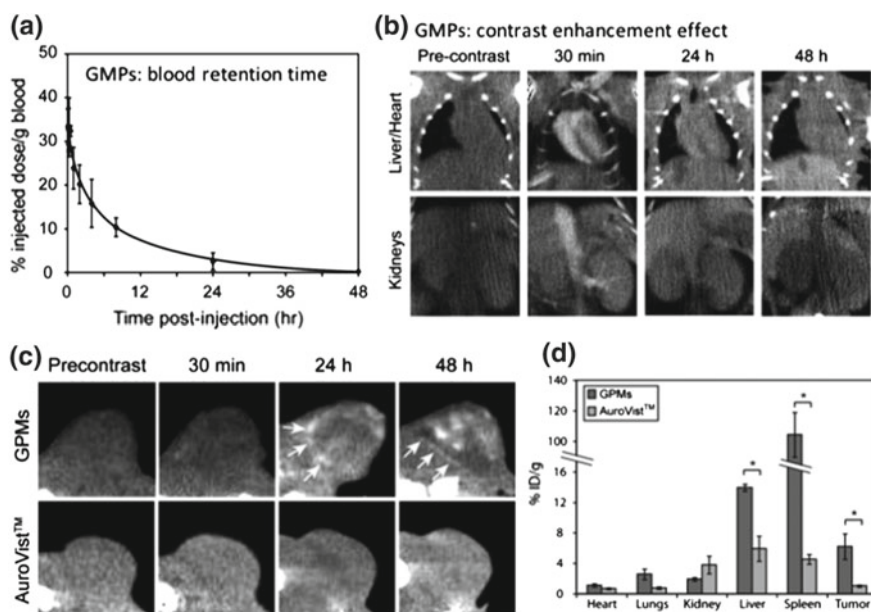 (a)
50
GMPs: blood retention time
40
30
20
10
0
% injected dose/g blood
0 12 24 36 48
Time post-injection (hr)
(b) GMPs: contrast enhancement effect
Pre-contrast 30 min 24 h 48 h
Liver/Heart
Kidneys
(c) Precontrast 30 min 24 h 48 h
GPMs
AuroVist™
(d)
140
120
100
16
12
8
4
0
% ID/g
GPMs
AuroVist™
*
*
*
Heart Lungs Kidney Liver Spleen Tumor